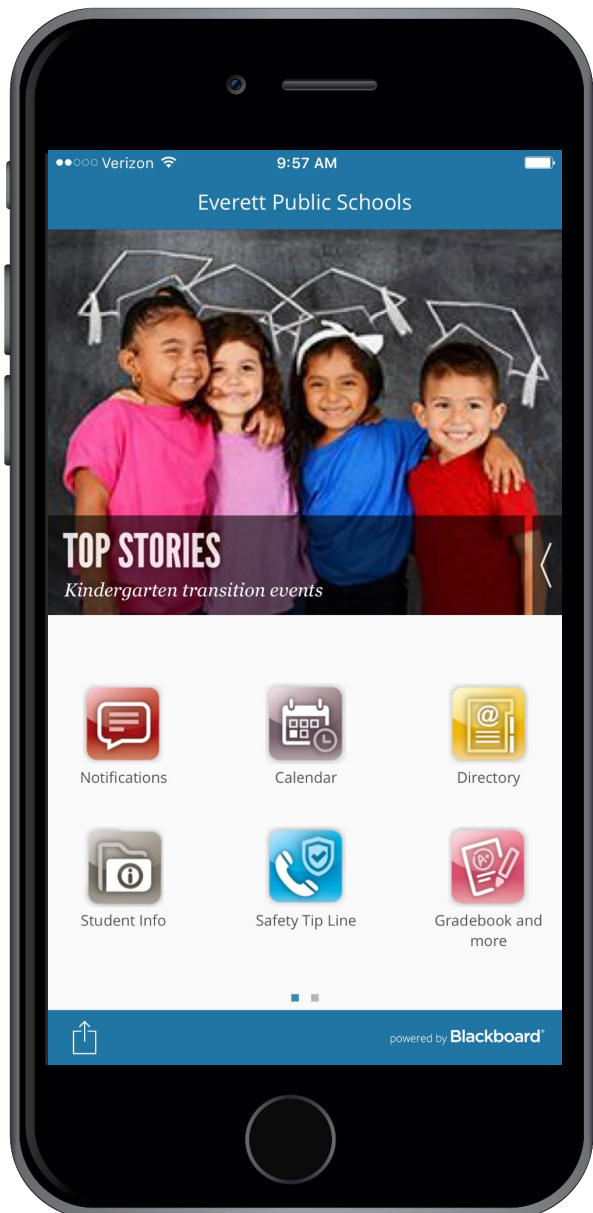 Verizon 9:57 AM
Everett Public Schools
TOP STORIES
Kindergarten transition events
Notifications
Calendar
Directory
@
Student Info
Safety Tip Line
Gradebook and
more
A+
powered by Blackboard